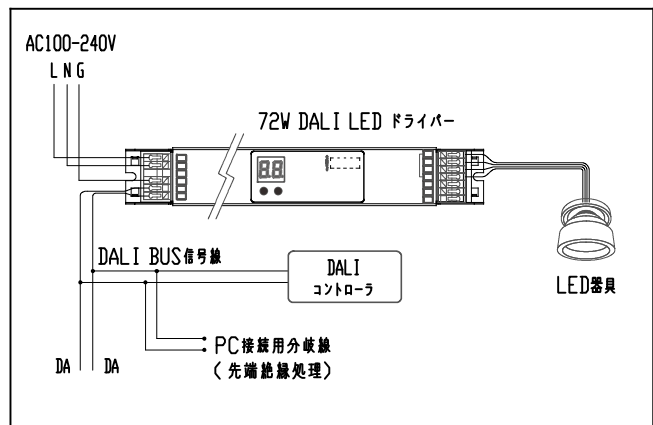 AC100-240V
L N G
72W DALI LED ドライバー
88
DALI BUS信号線
DALI
コントローラ
LED器具
PC接続用分岐線
(先端絶縁処理)
DA DA